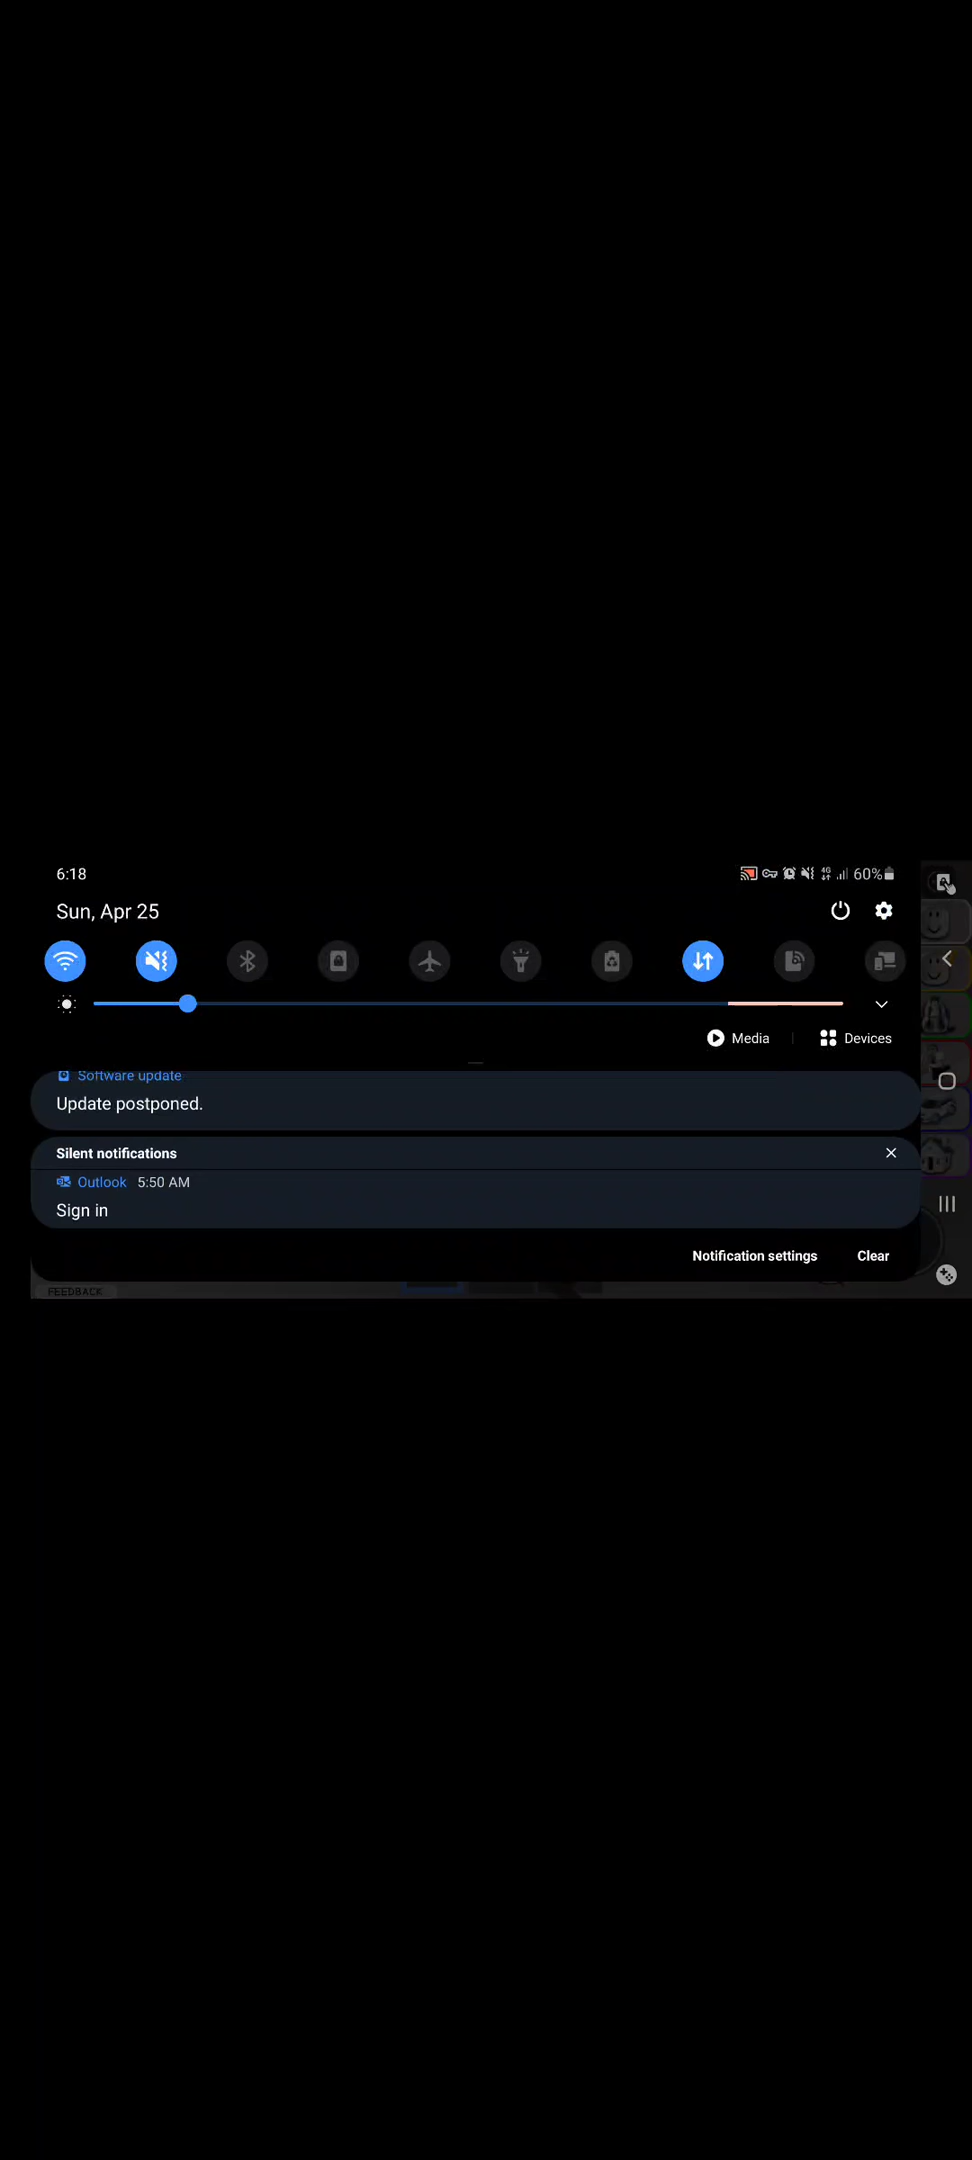 6:18
4G 60%
Sun, Apr 25
Media
Devices
Software update
Update postponed.
Silent notifications
Outlook 5:50 AM
Sign in
Notification settings
Clear
FEEDBACK